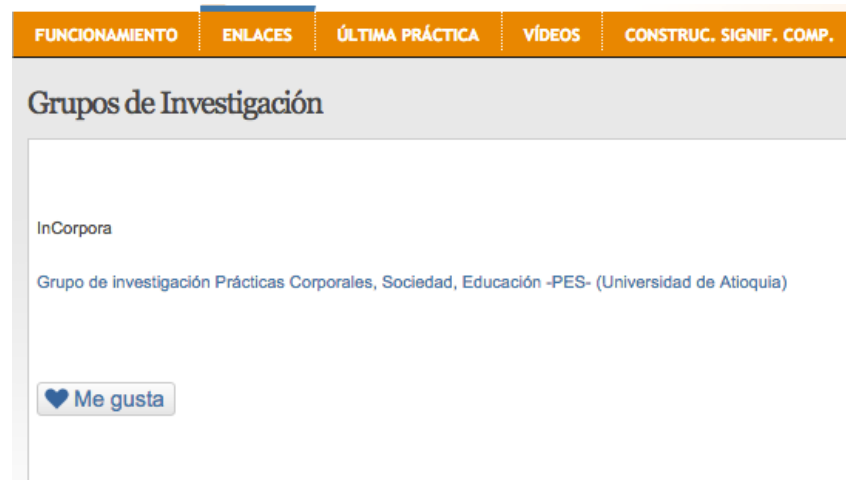 FUNCIONAMIENTO ENLACES ÚLTIMA PRÁCTICA VÍDEOS CONSTRUC. SIGNIF. COMP.
Grupos de Investigación
InCorpora
Grupo de investigación Prácticas Corporales, Sociedad, Educación -PES- (Universidad de Atioquia)
Me gusta